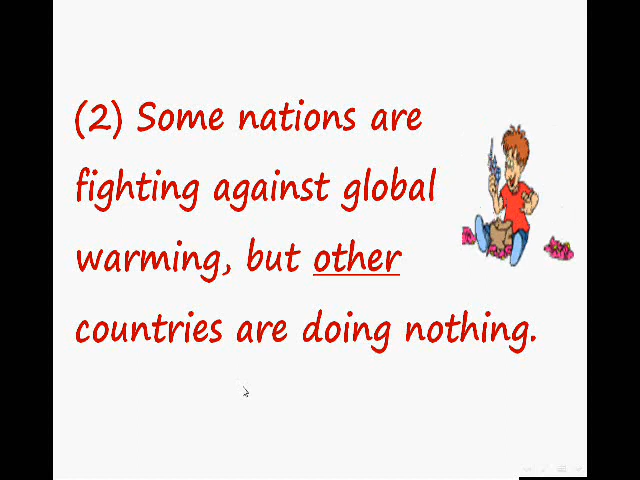 (2) Some nations are
fighting against global
warming, but other
countries are doing nothing.